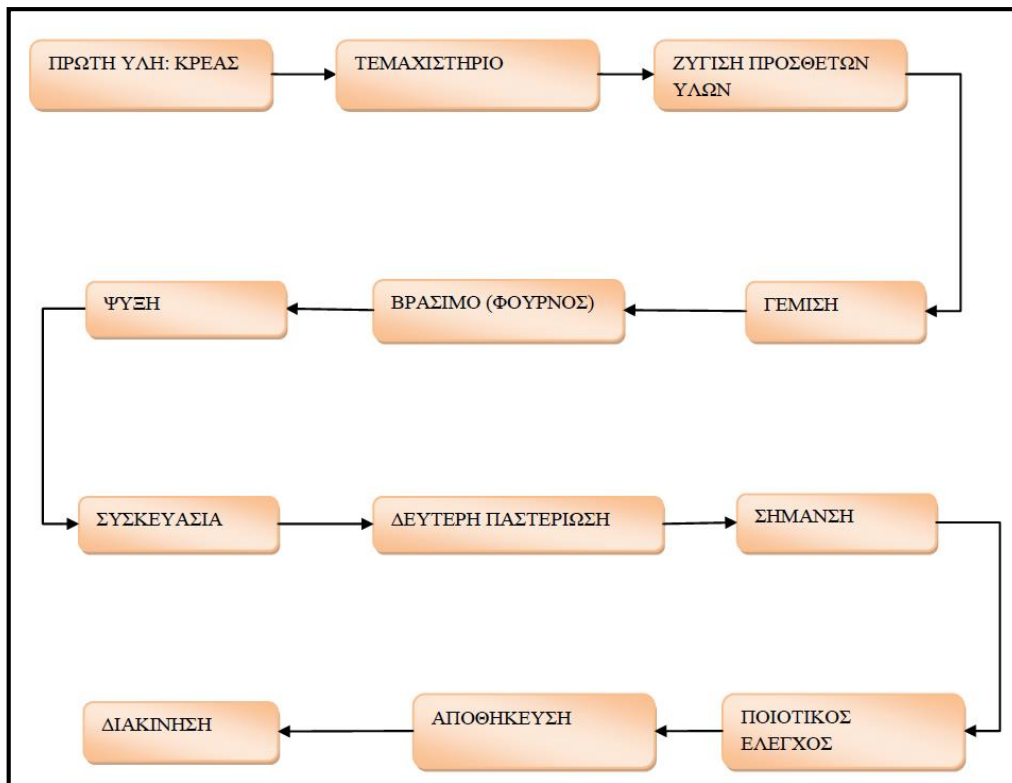 ΠΡΩΤΗ ΥΛΗ: ΚΡΕΑΣ
ΤΕΜΑΧΙΣΤΗΡΙΟ
ΖΥΓΙΣΗ ΠΡΟΣΘΕΤΩΝ
ΥΛΩΝ
ΓΕΜΙΣΗ
ΒΡΑΣΙΜΟ (ΦΟΥΡΝΟΣ)
ΨΥΞΗ
ΣΥΣΚΕΥΑΣΙΑ
ΔΕΥΤΕΡΗ ΠΑΣΤΕΡΙΩΣΗ
ΣΗΜΑΝΣΗ
ΠΟΙΟΤΙΚΟΣ
ΕΛΕΓΧΟΣ
ΑΠΟΘΗΚΕΥΣΗ
ΔΙΑΚΙΝΗΣΗ